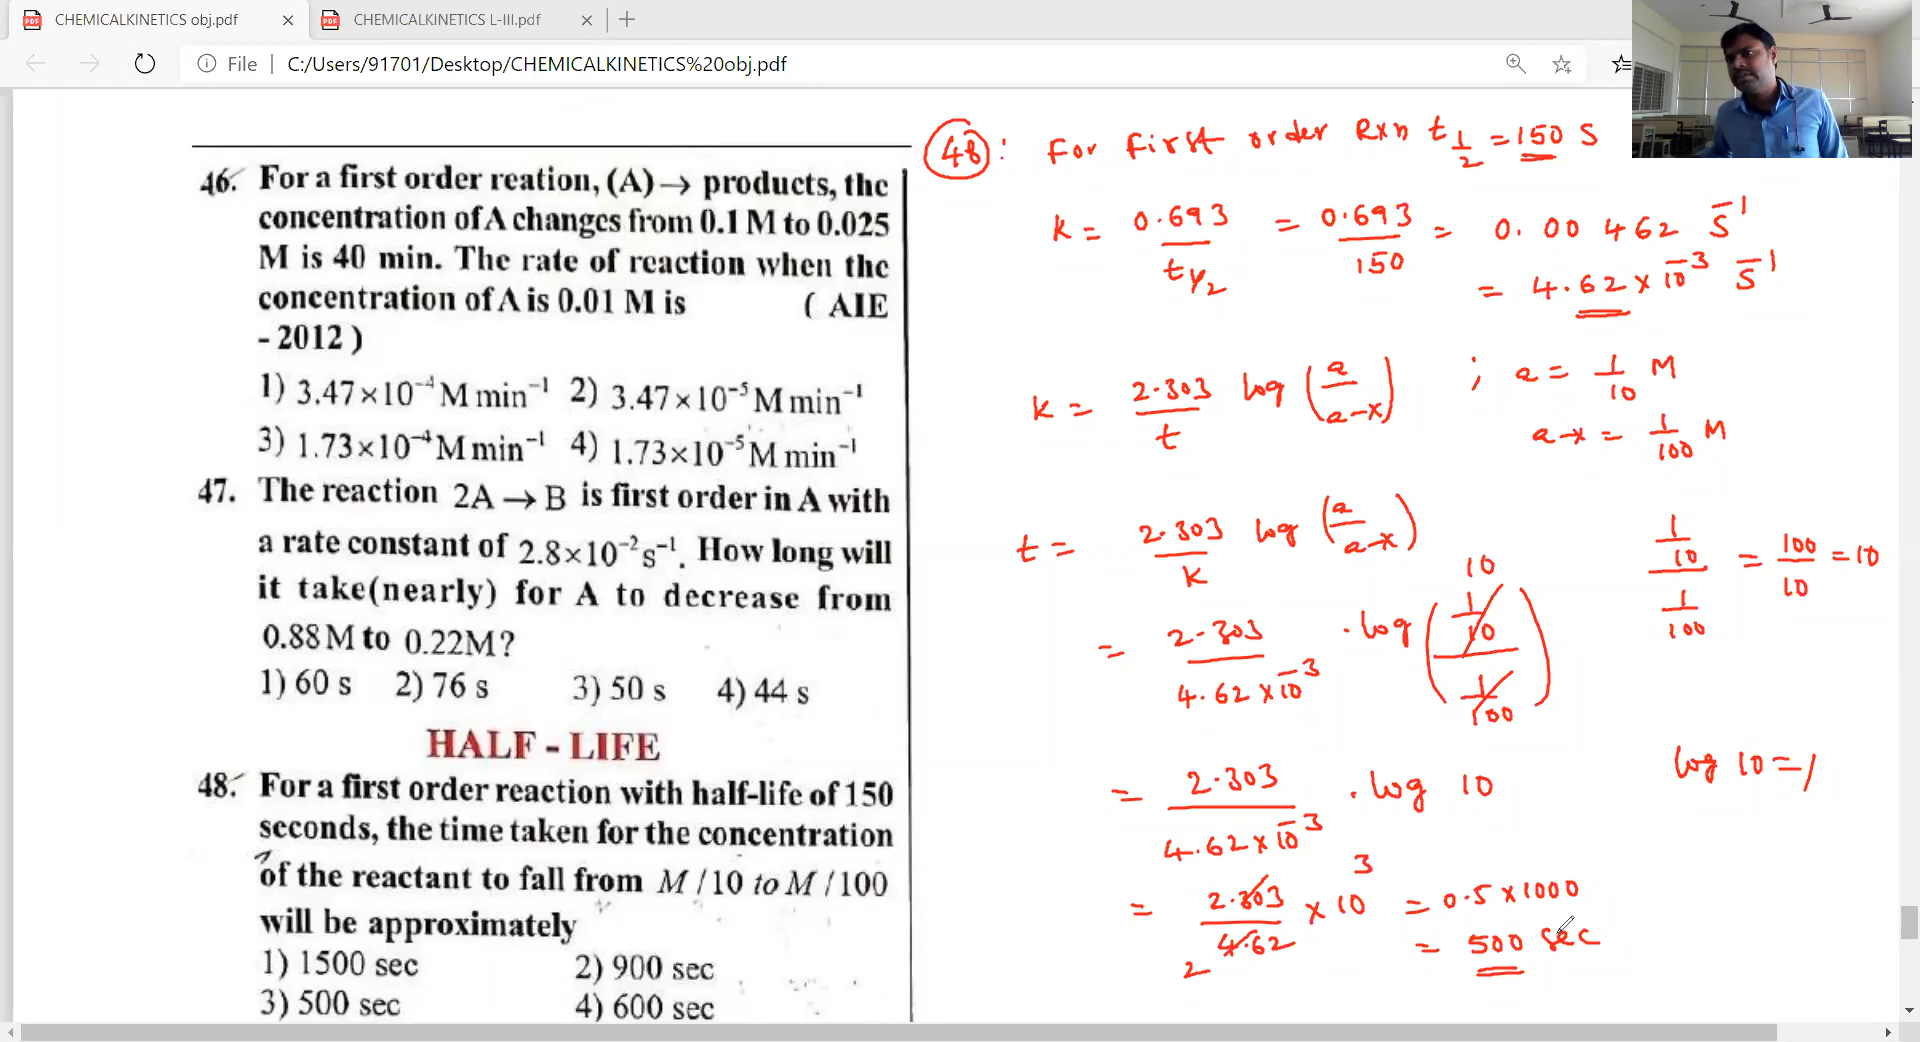 CHEMICALKINETICS obj.pdf
CHEMICALKINETICS L-III.pdf
File | C:/Users/91701/Desktop/CHEMICALKINETICS%20obj.pdf
46. For a first order reation, (A) → products, the
concentration of A changes from 0.1 M to 0.025
M is 40 min. The rate of reaction when the
concentration of A is 0.01 M is ( AIE
- 2012 )
1) 3.47×10⁻⁴ M min⁻¹ 2) 3.47×10⁻⁵ M min⁻¹
3) 1.73×10⁻⁴ M min⁻¹ 4) 1.73×10⁻⁵ M min⁻¹
47. The reaction 2A → B is first order in A with
a rate constant of 2.8×10⁻² s⁻¹. How long will
it take(nearly) for A to decrease from
0.88 M to 0.22M?
1) 60 s 2) 76 s 3) 50 s 4) 44 s
HALF - LIFE
48. For a first order reaction with half-life of 150
seconds, the time taken for the concentration
of the reactant to fall from M/10 to M/100
will be approximately
1) 1500 sec 2) 900 sec
3) 500 sec 4) 600 sec
48 : For first order Rxn t 1/2 = 150 S
K = 0.693 / t1/2 = 0.693 / 150 = 0.00462 S⁻¹
= 4.62 × 10⁻³ S⁻¹
K = 2.303 / t log (a / a-x) ; a = 1/10 M
a-x = 1/100 M
t = 2.303 / K log (a / a-x)
1/10 / 1/100 = 100/10 = 10
10
= 2.303 / 4.62 × 10⁻³ . log (1/10 / 1/100)
= 2.303 / 4.62 × 10⁻³ . log 10
log 10 = 1
= 2.303 / 4.62 × 10³ = 0.5 × 1000
2
= 500 sec